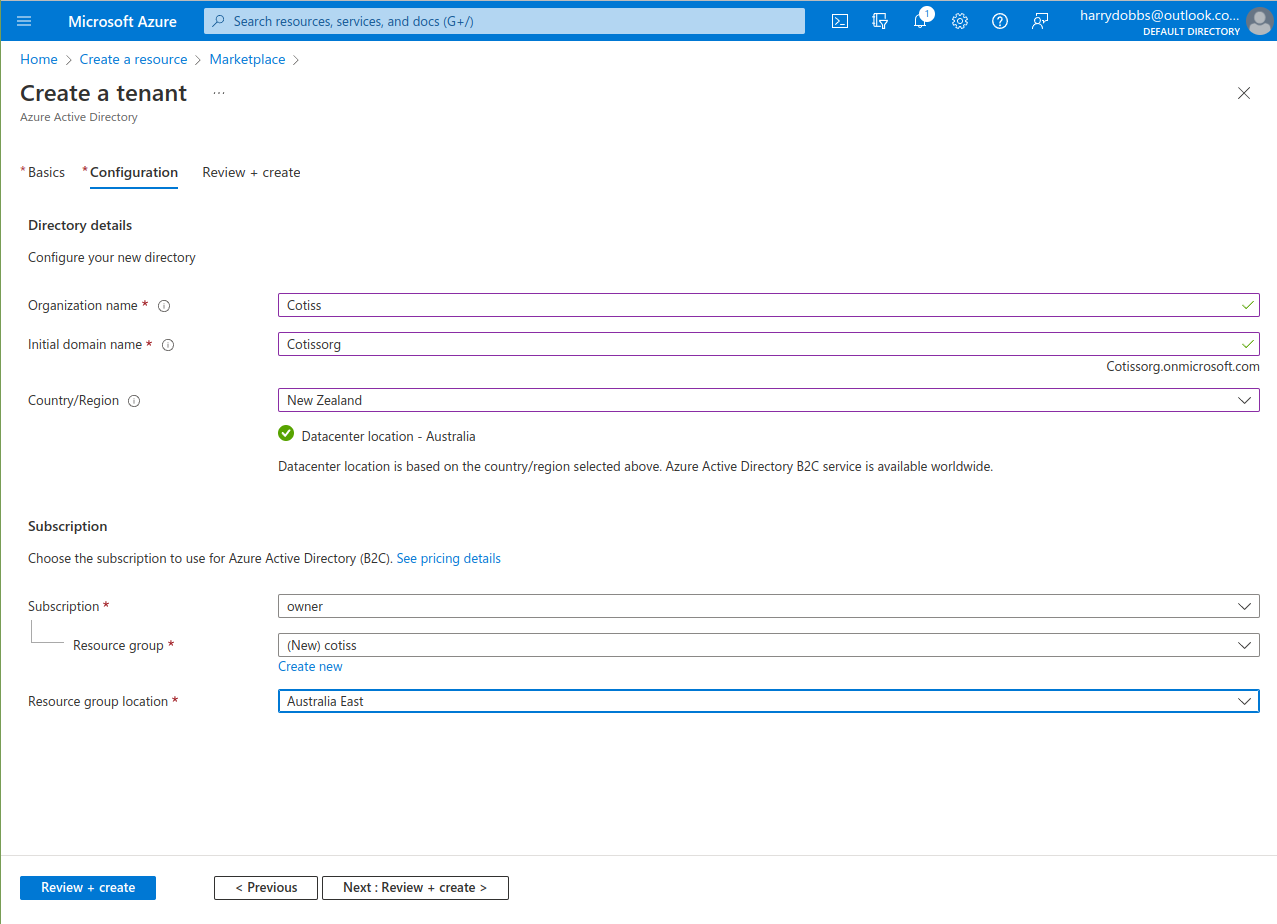 Microsoft Azure
Search resources, services, and docs (G+/)
1
harrydobbs@outlook.co...
DEFAULT DIRECTORY
Home > Create a resource > Marketplace >
Create a tenant ...
Azure Active Directory
* Basics * Configuration Review + create
Directory details
Configure your new directory
Organization name * Cotiss
Initial domain name * Cotissorg
Cotissorg.onmicrosoft.com
Country/Region New Zealand
Datacenter location - Australia
Datacenter location is based on the country/region selected above. Azure Active Directory B2C service is available worldwide.
Subscription
Choose the subscription to use for Azure Active Directory (B2C). See pricing details
Subscription * owner
Resource group * (New) cotiss
Create new
Resource group location * Australia East
Review + create < Previous Next : Review + create >